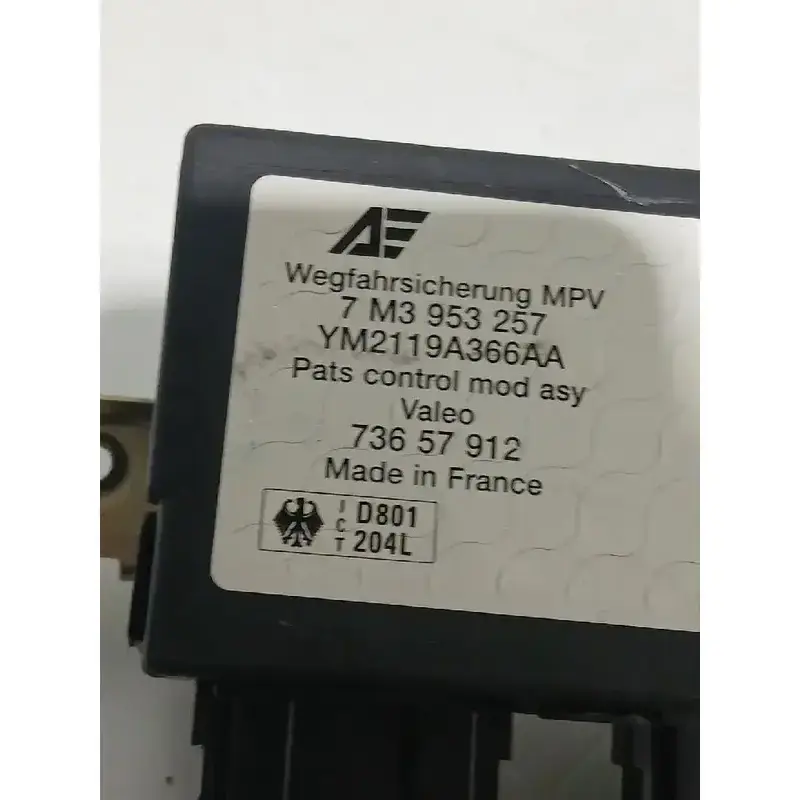 AE
Wegfahrsicherung MPV
7 M3 953 257
YM2119A366AA
Pats control mod asy
Valeo
736 57 912
Made in France
I C T
D801
204L